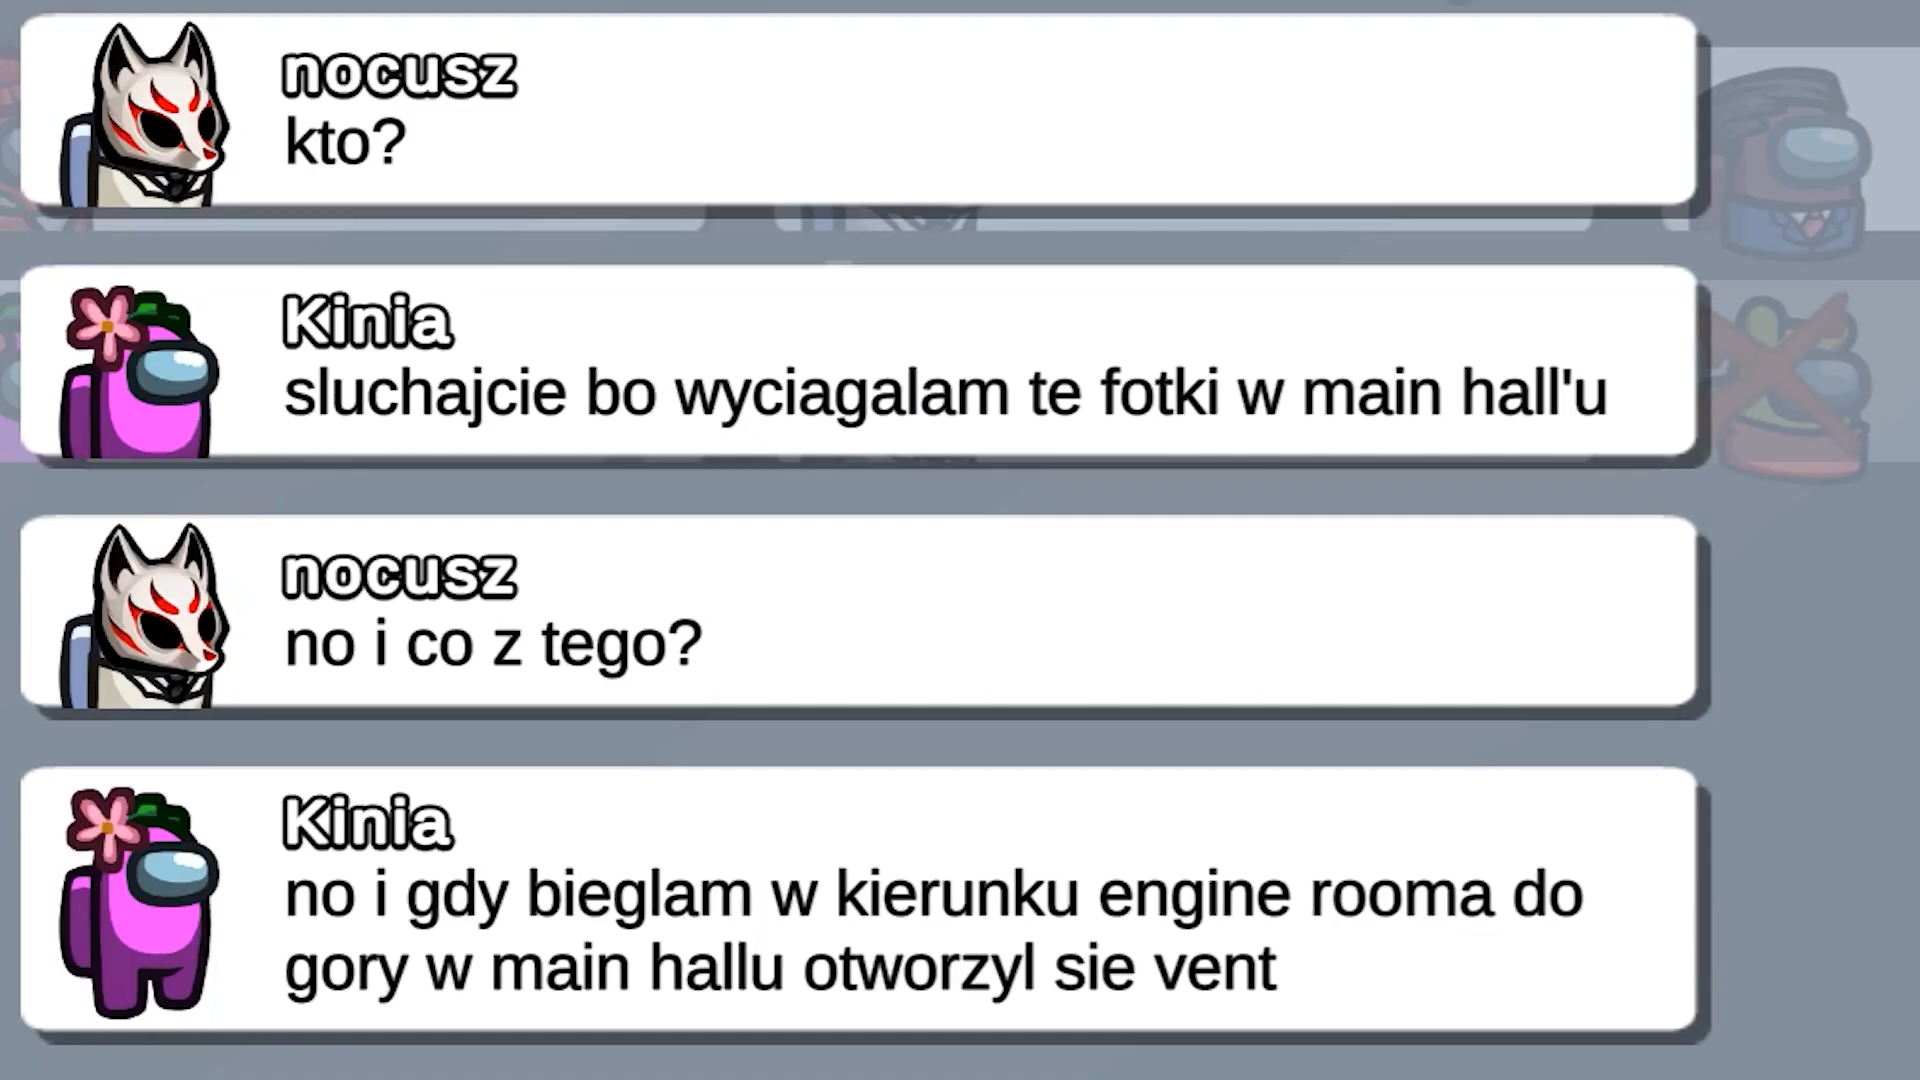 nocusz
kto?
Kinia
sluchajcie bo wyciagalam te fotki w main hall'u
nocusz
no i co z tego?
Kinia
no i gdy bieglam w kierunku engine rooma do
gory w main hallu otworzyl sie vent